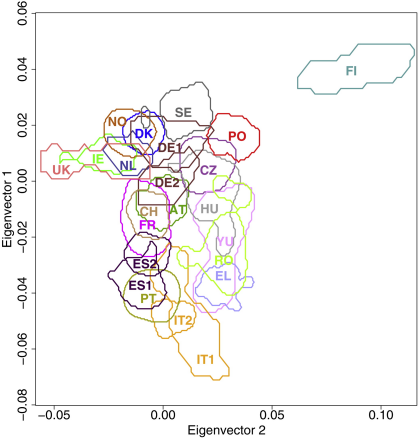 0.06
0.04
0.02
0.00
−0.02
−0.04
−0.06
−0.08
Eigenvector 1
FI
SE
NO
DK
PO
DE1
IE
UK
NL
CZ
DE2
CH
AT
HU
FR
YU
RO
ES2
EL
ES1
PT
IT2
IT1
−0.05
0.00
0.05
0.10
Eigenvector 2